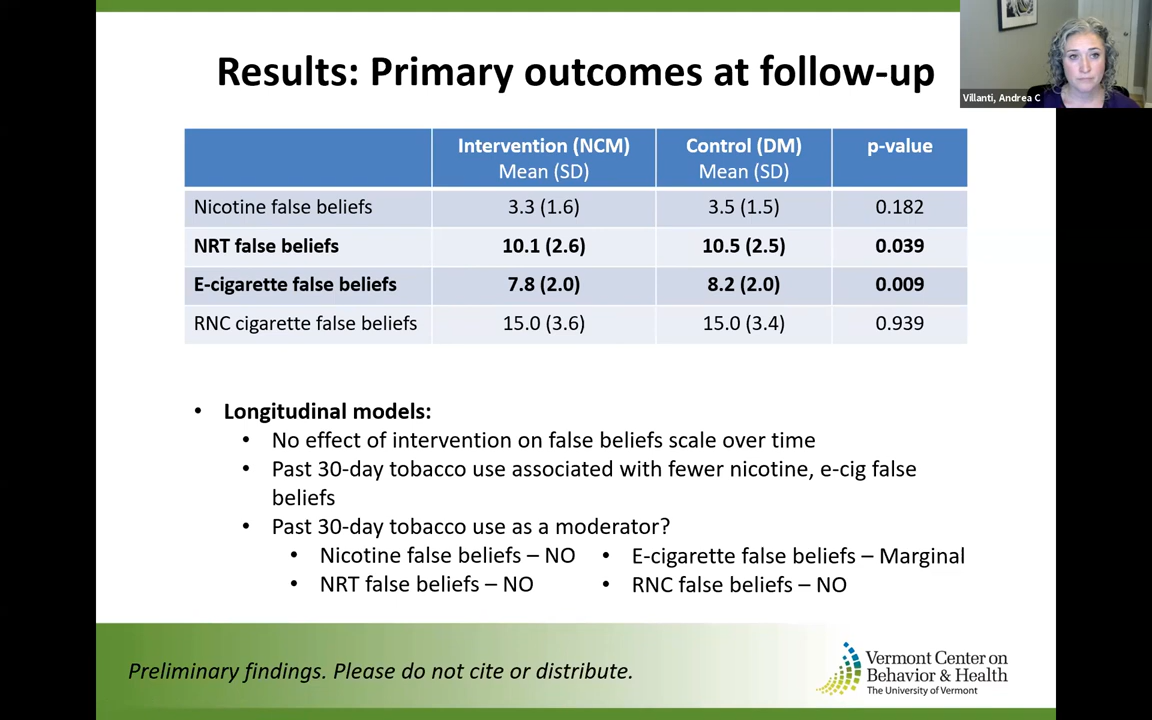 Results: Primary outcomes at follow-up
Villanti, Andrea C
Intervention (NCM) Control (DM) p-value
Mean (SD) Mean (SD)
Nicotine false beliefs 3.3 (1.6) 3.5 (1.5) 0.182
NRT false beliefs 10.1 (2.6) 10.5 (2.5) 0.039
E-cigarette false beliefs 7.8 (2.0) 8.2 (2.0) 0.009
RNC cigarette false beliefs 15.0 (3.6) 15.0 (3.4) 0.939
• Longitudinal models:
• No effect of intervention on false beliefs scale over time
• Past 30-day tobacco use associated with fewer nicotine, e-cig false
beliefs
• Past 30-day tobacco use as a moderator?
• Nicotine false beliefs – NO • E-cigarette false beliefs – Marginal
• NRT false beliefs – NO • RNC false beliefs – NO
Preliminary findings. Please do not cite or distribute.
Vermont Center on
Behavior & Health
The University of Vermont